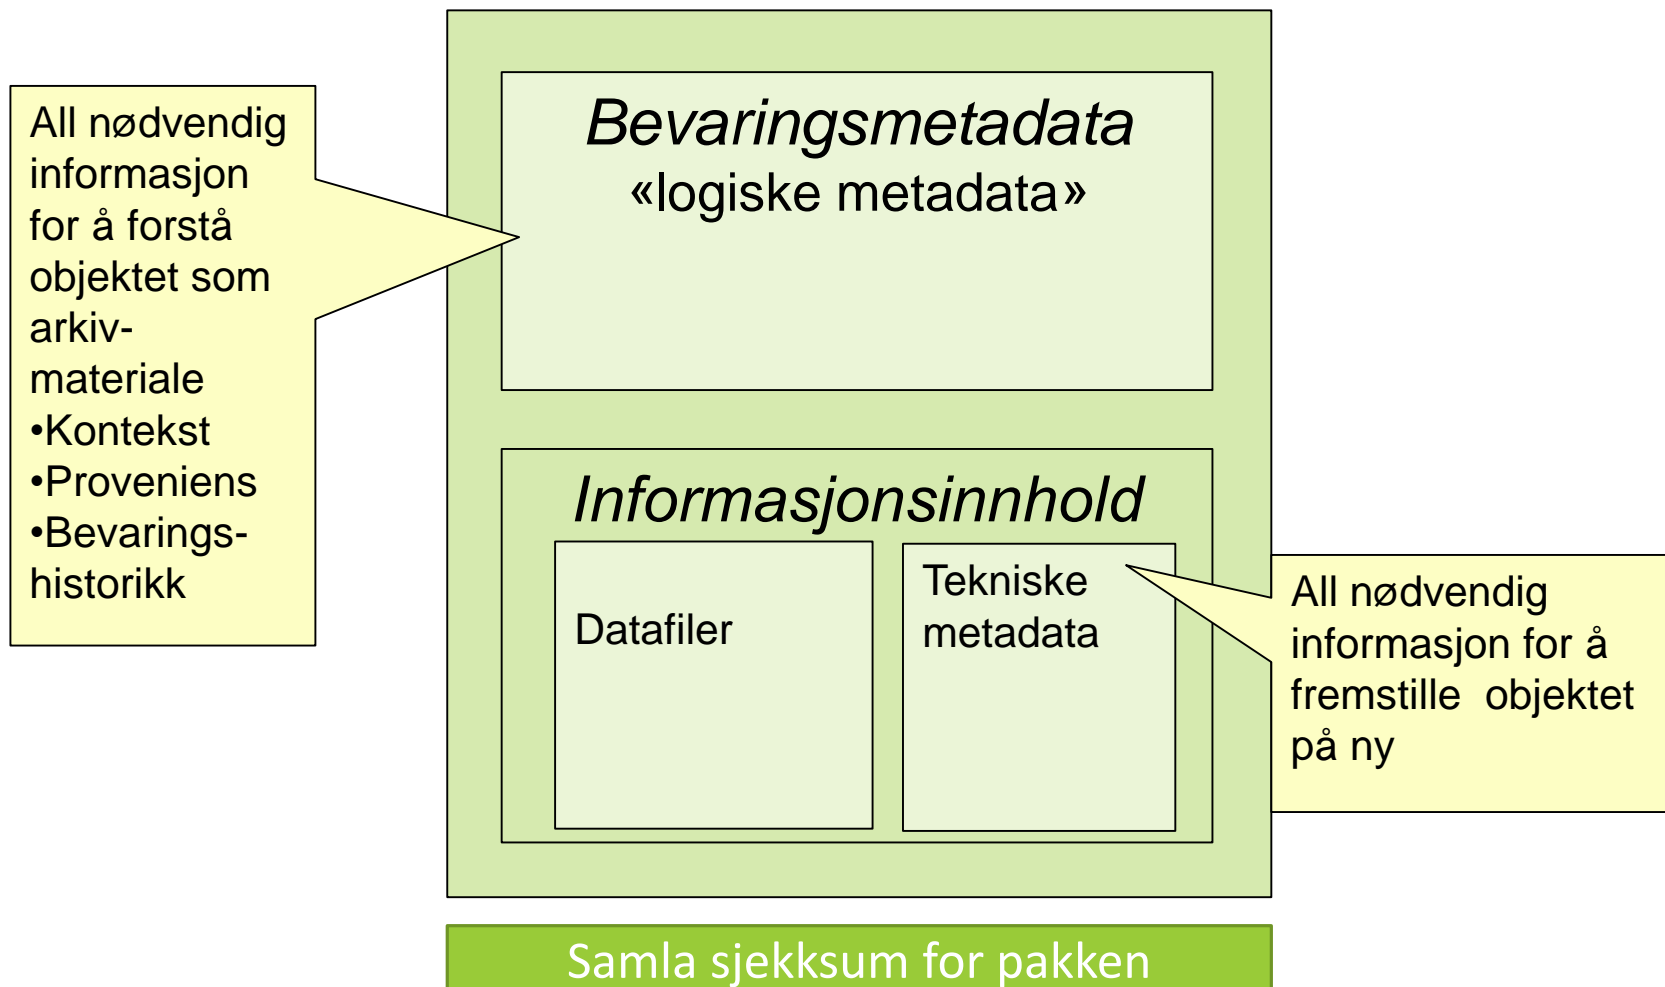 All nødvendig
informasjon
for å forstå
objektet som
arkiv-
materiale
•Kontekst
•Proveniens
•Bevarings-
historikk
Bevaringsmetadata
«logiske metadata»
Informasjonsinnhold
Datafiler
Tekniske
metadata
All nødvendig
informasjon for å
fremstille objektet
på ny
Samla sjekksum for pakken